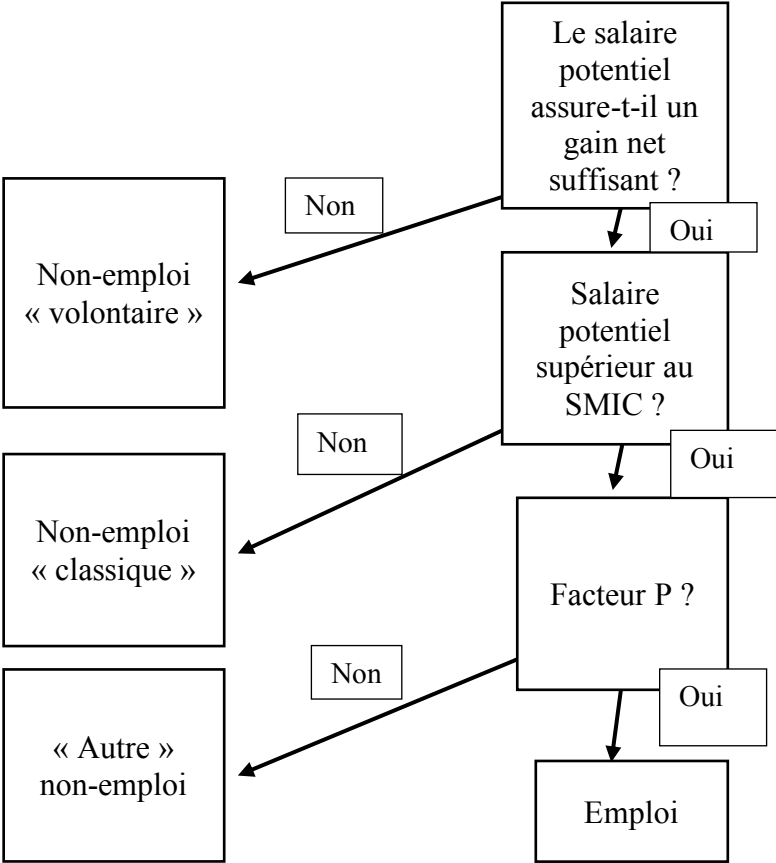 Le salaire
potentiel
assure-t-il un
gain net
suffisant ?
Non
Oui
Non-emploi
« volontaire »
Salaire
potentiel
supérieur au
SMIC ?
Non
Oui
Non-emploi
« classique »
Facteur P ?
Non
Oui
« Autre »
non-emploi
Emploi